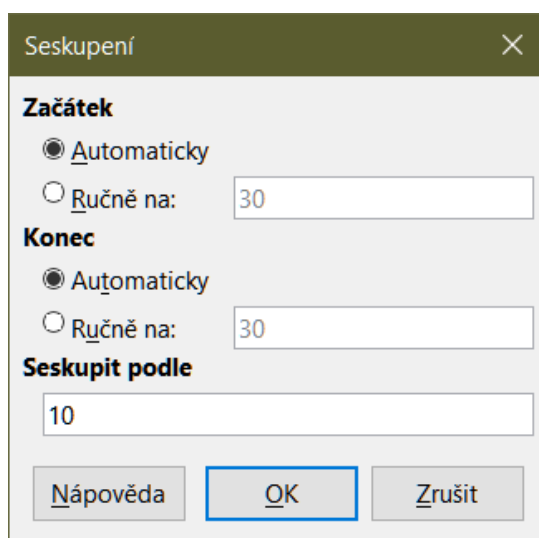 Seskupení
Začátek
Automaticky
Ručně na: 30
Konec
Automaticky
Ručně na: 30
Seskupit podle
10
Nápověda OK Zrušit